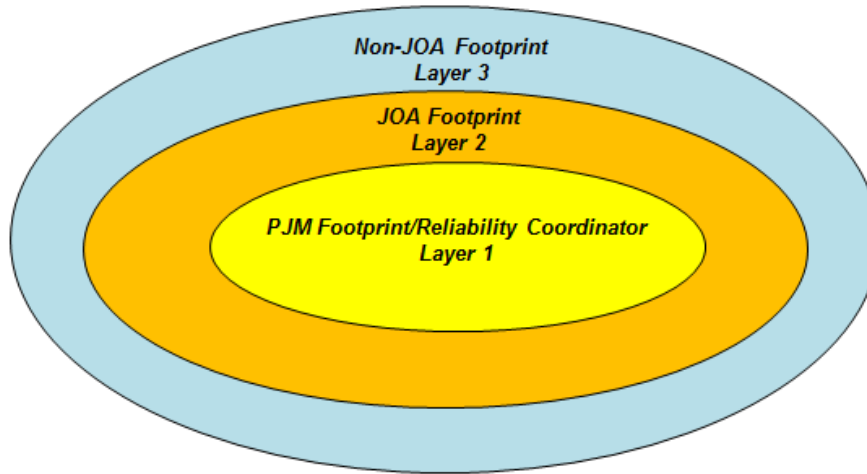 Non-JOA Footprint
Layer 3
JOA Footprint
Layer 2
PJM Footprint/Reliability Coordinator
Layer 1